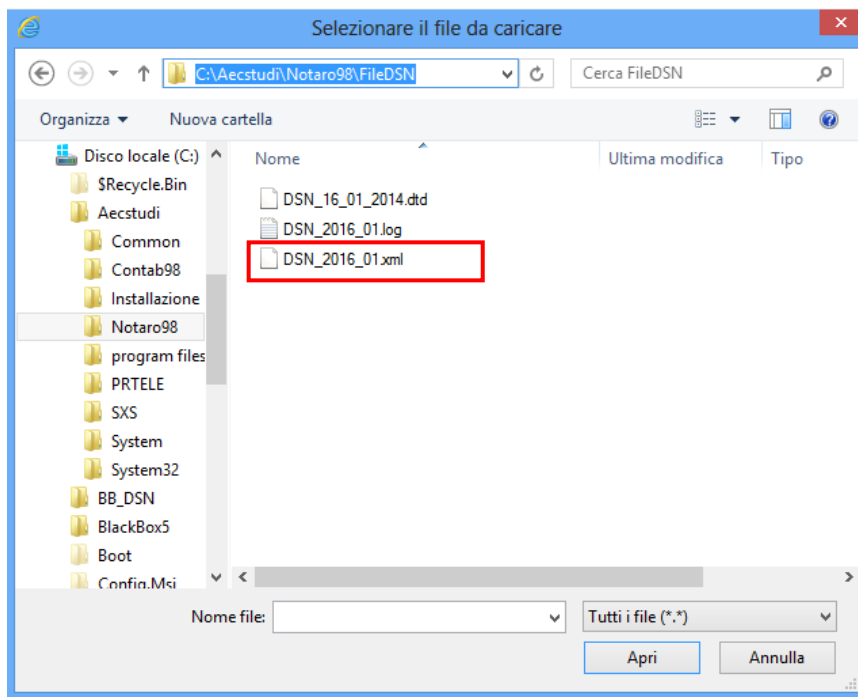 Selezionare il file da caricare
C:\Aecstudi\Notaro98\FileDSN
Cerca FileDSN
Organizza
Nuova cartella
Disco locale (C:)
$Recycle.Bin
Aecstudi
Common
Contab98
Installazione
Notaro98
program files
PRTELE
SXS
System
System32
BB_DSN
BlackBox5
Boot
Config.Msi
Nome
Ultima modifica
Tipo
DSN_16_01_2014.dtd
DSN_2016_01.log
DSN_2016_01.xml
Nome file:
Tutti i file (*.*)
Apri
Annulla